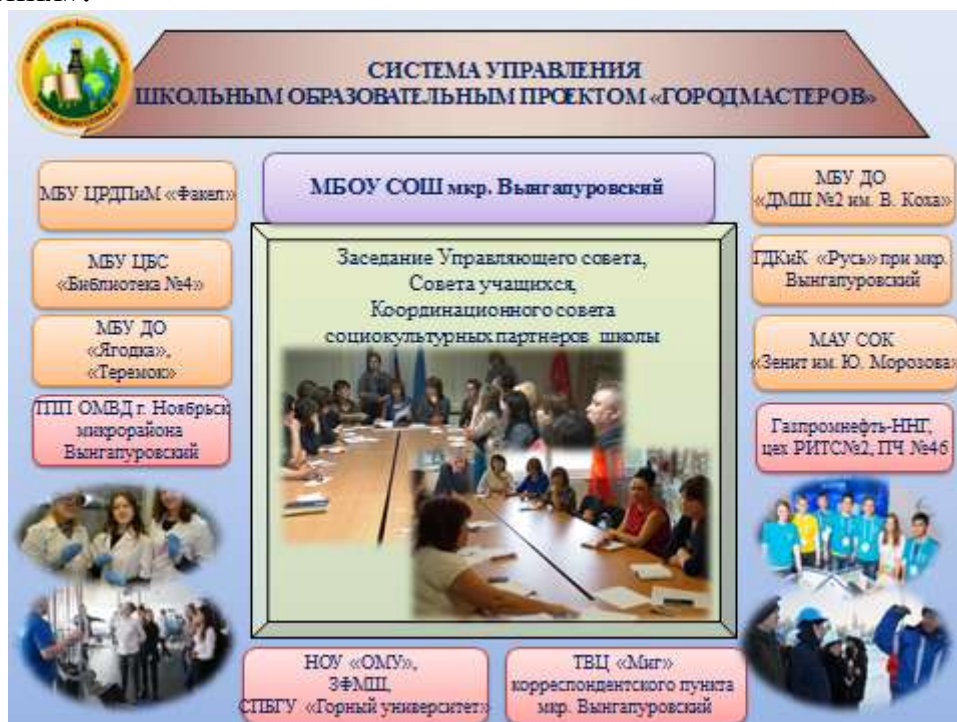 СИСТЕМА УПРАВЛЕНИЯ
ШКОЛЬНЫМ ОБРАЗОВАТЕЛЬНЫМ ПРОЕКТОМ «ГОРОД МАСТЕРОВ»
МБОУ СОШ мкр. Вынгапуровский
МБУ ЦРДПиМ «Факел»
МБУ ЦБС
«Библиотека №4»
МБУ ДО
«Ягодка»,
«Теремок»
ГПП ОМВД г. Ноябрьск
микрорайона
Вынгапуровский
Заседание Управляющего совета,
Совета учащихся,
Координационного совета
социокультурных партнеров школы
МБУ ДО
«ДМШ №2 им. В. Коха»
ГДКиК «Русь» при мкр.
Вынгапуровский
МАУ СОК
«Зенит им. Ю. Морозова»
Газпромнефть-ННГ,
цех РИТС№2, ПЧ №46
НОУ «ОМУ»,
ЗФМШ,
СПБГУ «Горный университет»
ТВЦ «Миг»
корреспондентского пункта
мкр. Вынгапуровский